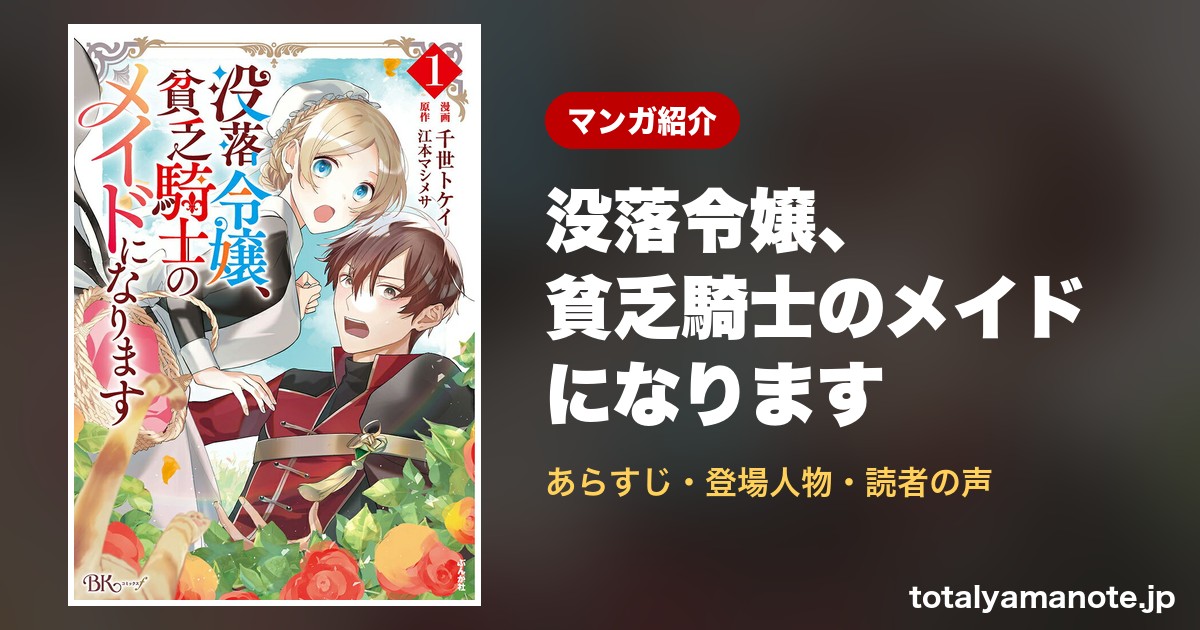 1
漫画 千世トケイ
原作 江本マシメサ
没落令嬢、
貧乏騎士の
メイドになります
BKコミックスf
ぶんか社
マンガ紹介
没落令嬢、
貧乏騎士のメイド
になります
あらすじ・登場人物・読者の声
totalyamanote.jp